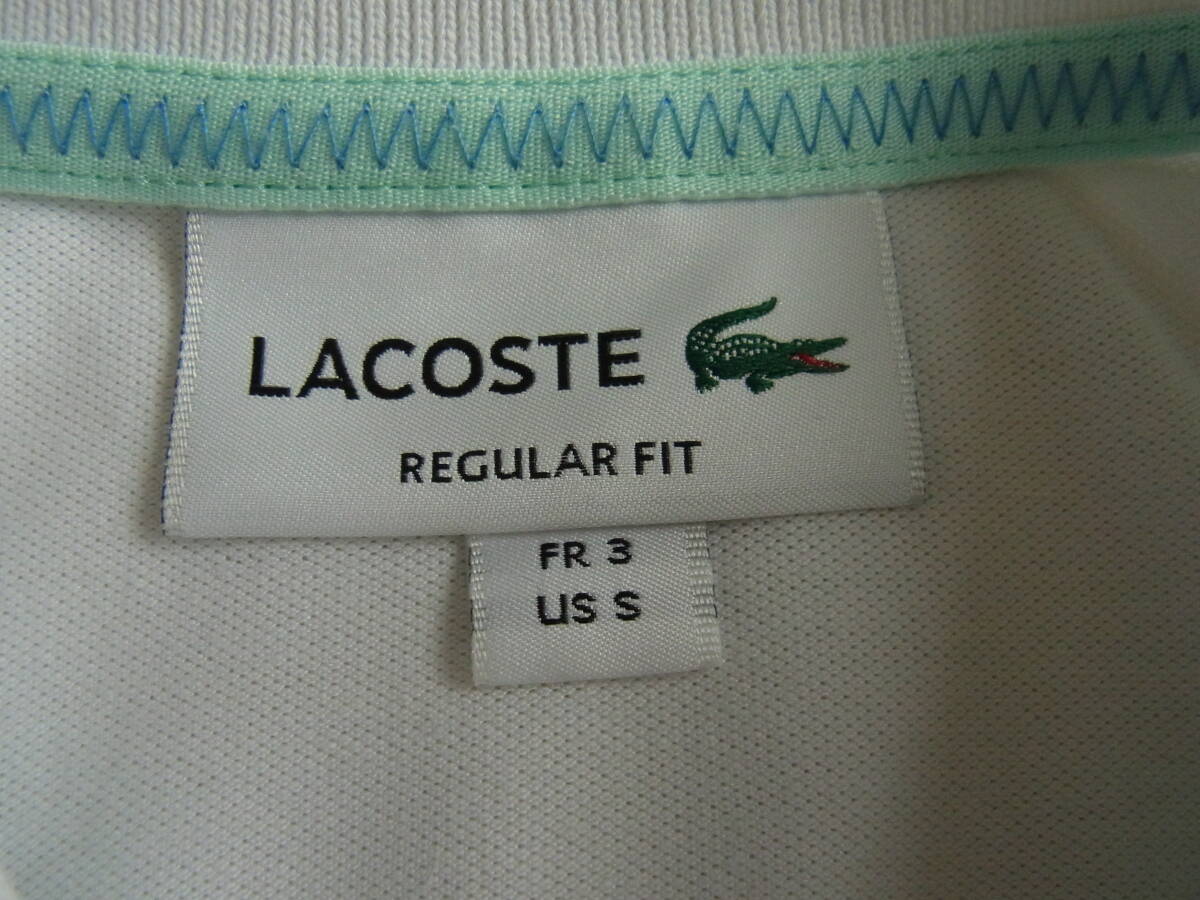 LACOSTE
REGULAR FIT
FR 3
US S